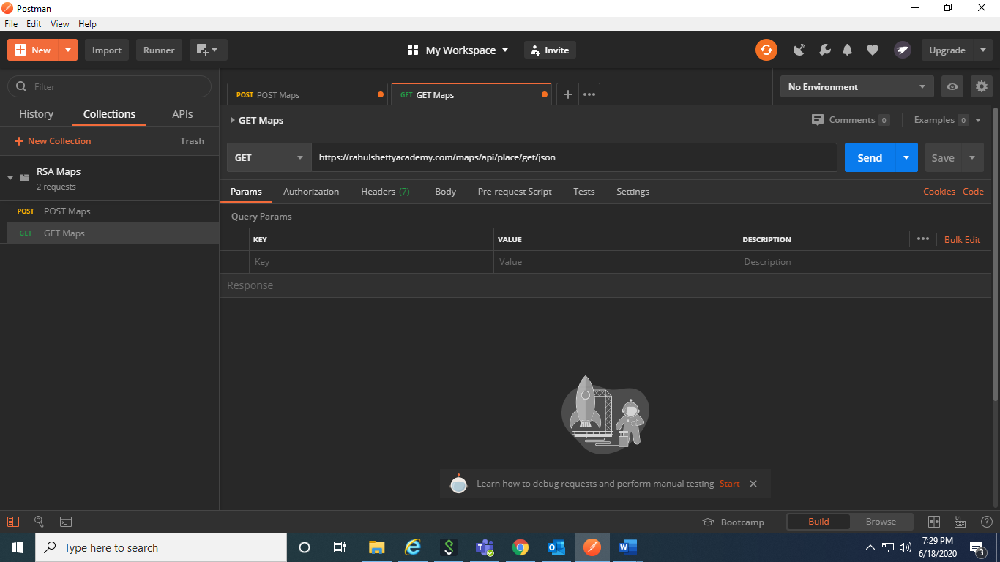 Postman
File Edit View Help
New Import Runner My Workspace Invite Upgrade
Filter
History Collections APIs
New Collection Trash
RSA Maps
2 requests
POST POST Maps
GET GET Maps
POST POST Maps GET GET Maps No Environment
GET Maps Comments 0 Examples 0
GET https://rahulshettyacademy.com/maps/api/place/get/json Send Save
Params Authorization Headers (7) Body Pre-request Script Tests Settings Cookies Code
Query Params
KEY VALUE DESCRIPTION Bulk Edit
Key Value Description
Response
Learn how to debug requests and perform manual testing Start
Bootcamp Build Browse
Type here to search
7:29 PM
6/18/2020
3